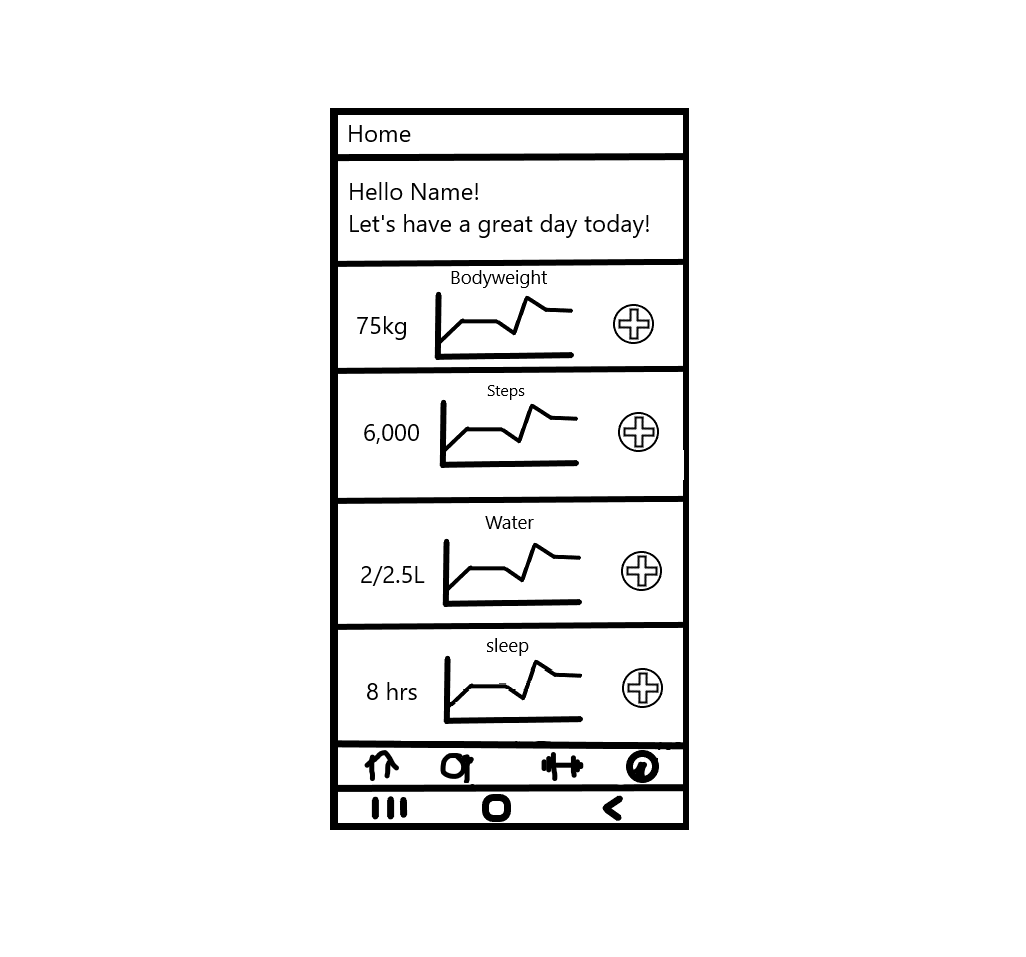 Home
Hello Name!
Let's have a great day today!
Bodyweight
75kg
Steps
6,000
Water
2/2.5L
sleep
8 hrs